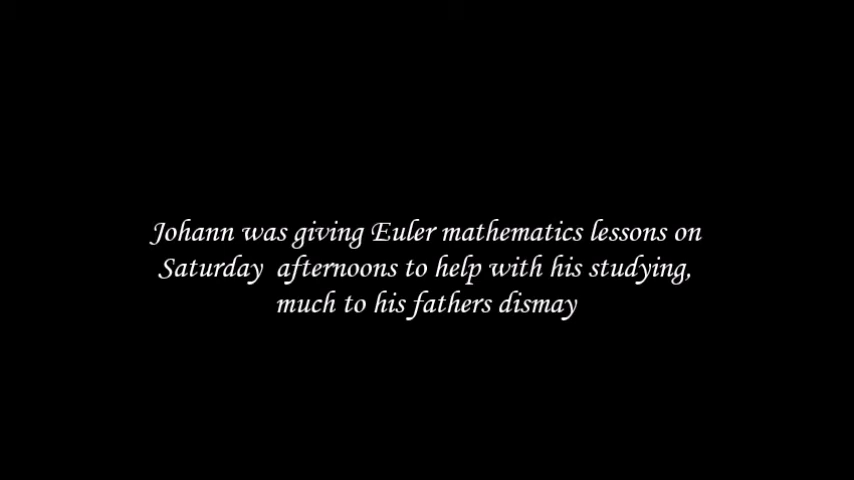 Johann was giving Euler mathematics lessons on
Saturday  afternoons to help with his studying,
much to his fathers dismay